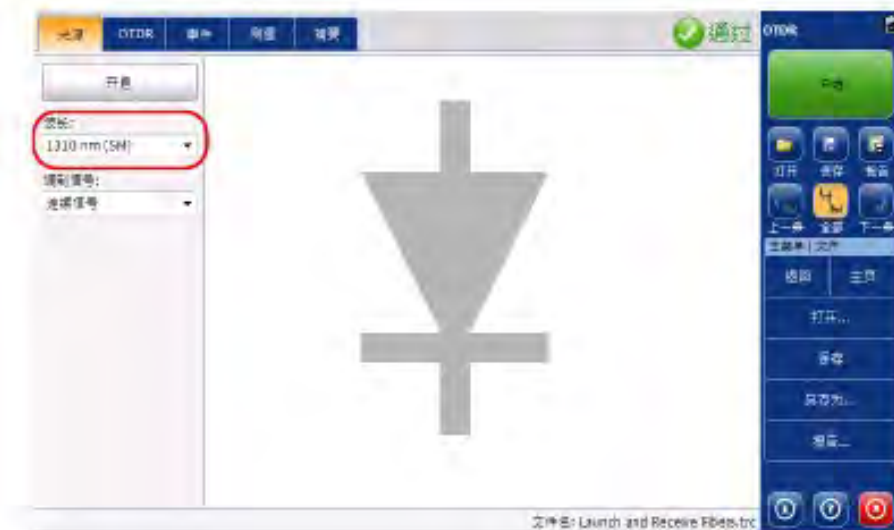 光源 OTDR 事件 测量 摘要
通过
OTDR
开启
波长:
1310 nm (SM)
调制信号:
连续信号
开始
打开 保存 报告
上一条 全部 下一条
主菜单 | 文件
返回 主页
打开...
保存
另存为...
报告...
文件名: Launch and Receive Fibers.trc